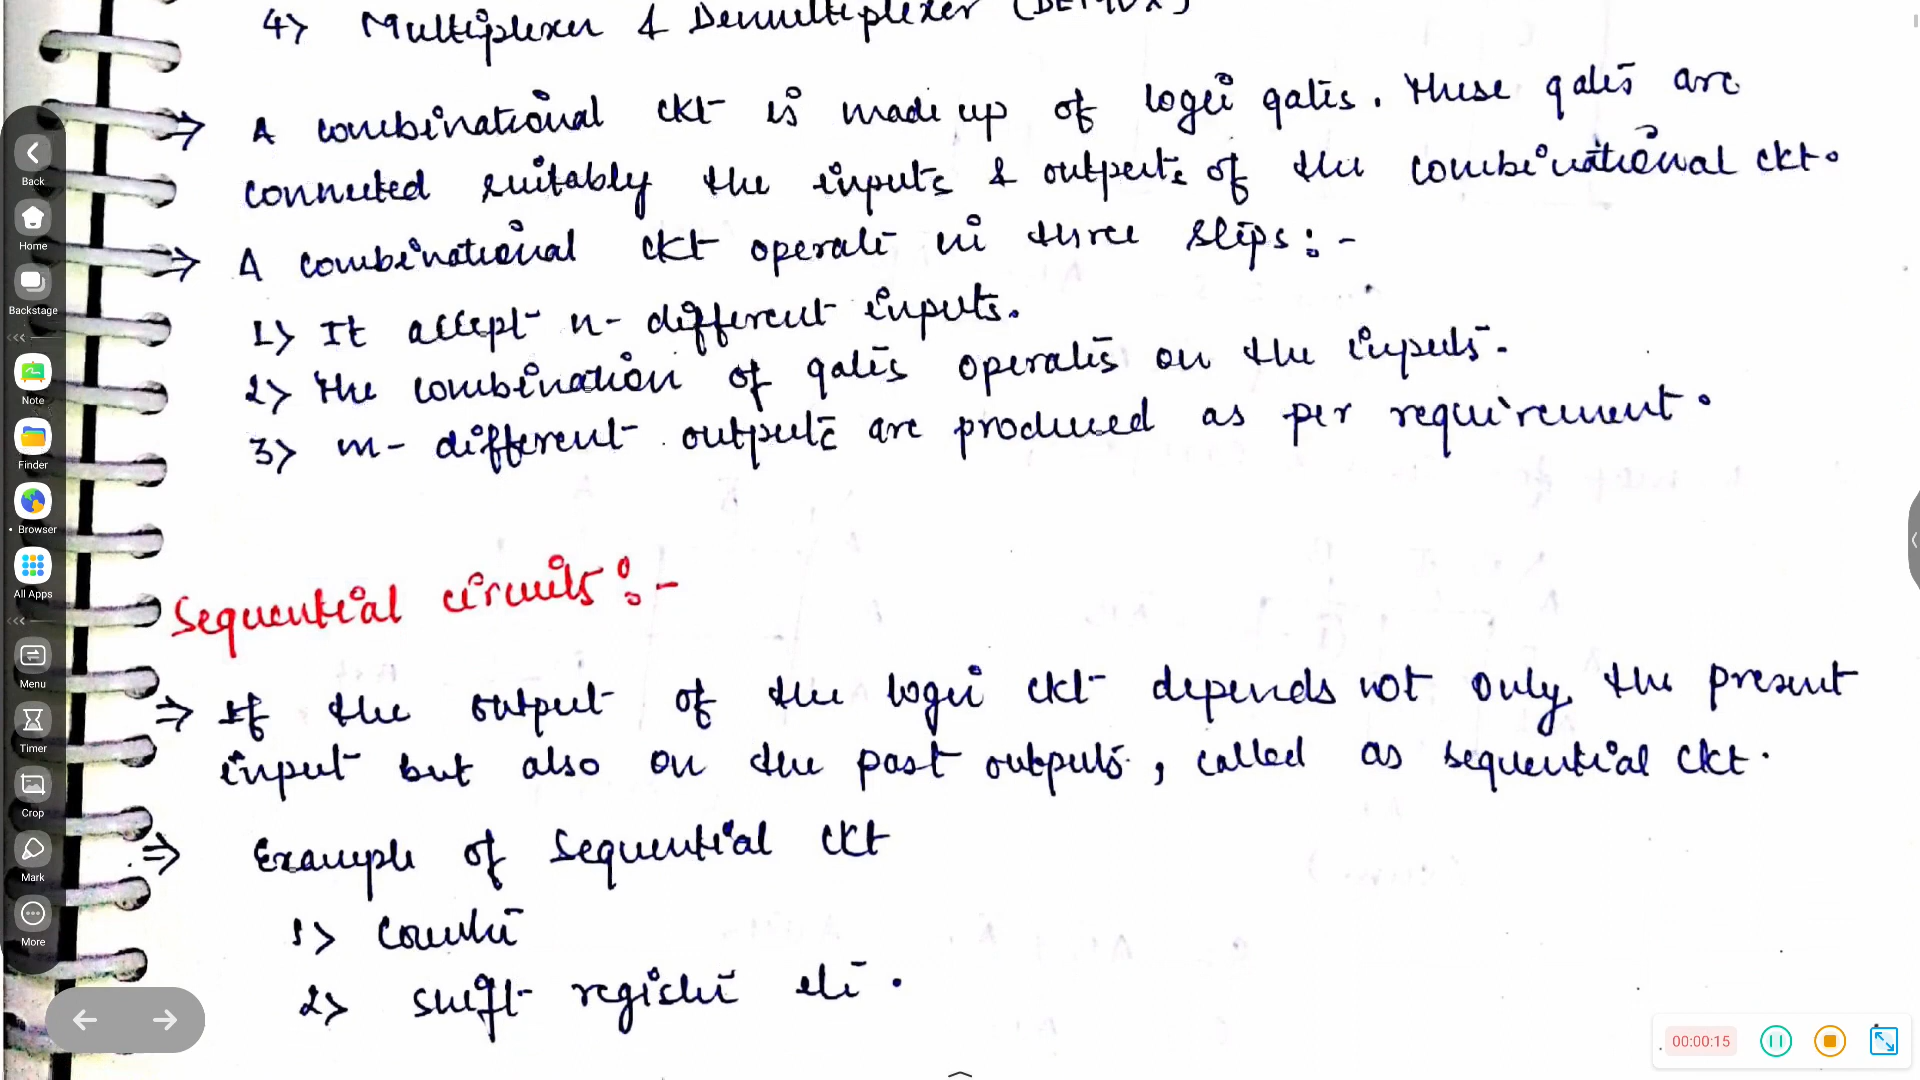 4) Multiplexer & Demultiplexer (DEMUX)
⇒ A combinational ckt is made up of logic gates. These gates are
connected suitably the inputs & outputs of the combinational ckt.
⇒ A combinational ckt operate in three steps:-
1) It accept n- different inputs.
2) The combination of gates operates on the inputs.
3) m- different outputs are produced as per requirement.
Sequential circuits:-
⇒ If the output of the logic ckt depends not only the present
input but also on the past outputs, called as sequential ckt.
⇒ Example of sequential ckt
1) Counter
2) shift register etc.
Back
Home
Backstage
Note
Finder
Browser
All Apps
Menu
Timer
Crop
Mark
More
00:00:15